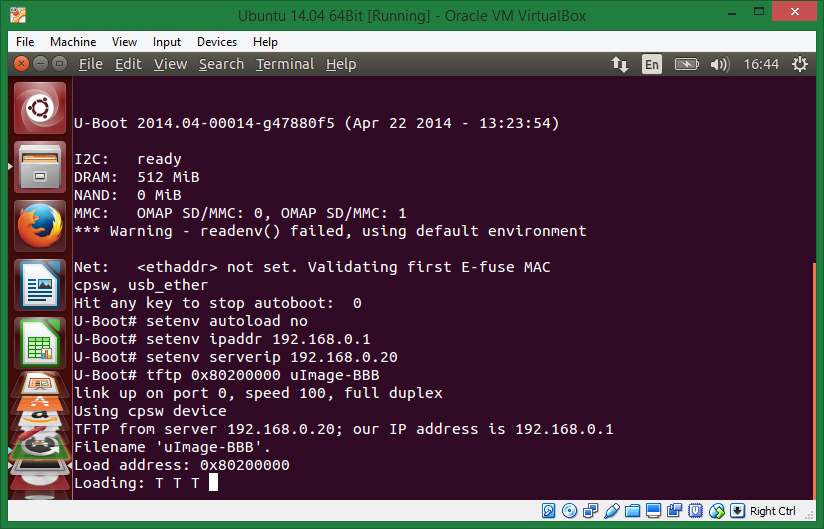 Ubuntu 14.04 64Bit [Running] - Oracle VM VirtualBox
File Machine View Input Devices Help
File Edit View Search Terminal Help
En
16:44
U-Boot 2014.04-00014-g47880f5 (Apr 22 2014 - 13:23:54)
I2C:   ready
DRAM:  512 MiB
NAND:  0 MiB
MMC:   OMAP SD/MMC: 0, OMAP SD/MMC: 1
*** Warning - readenv() failed, using default environment
Net:   <ethaddr> not set. Validating first E-fuse MAC
cpsw, usb_ether
Hit any key to stop autoboot:  0
U-Boot# setenv autoload no
U-Boot# setenv ipaddr 192.168.0.1
U-Boot# setenv serverip 192.168.0.20
U-Boot# tftp 0x80200000 uImage-BBB
link up on port 0, speed 100, full duplex
Using cpsw device
TFTP from server 192.168.0.20; our IP address is 192.168.0.1
Filename 'uImage-BBB'.
Load address: 0x80200000
Loading: T T T
Right Ctrl